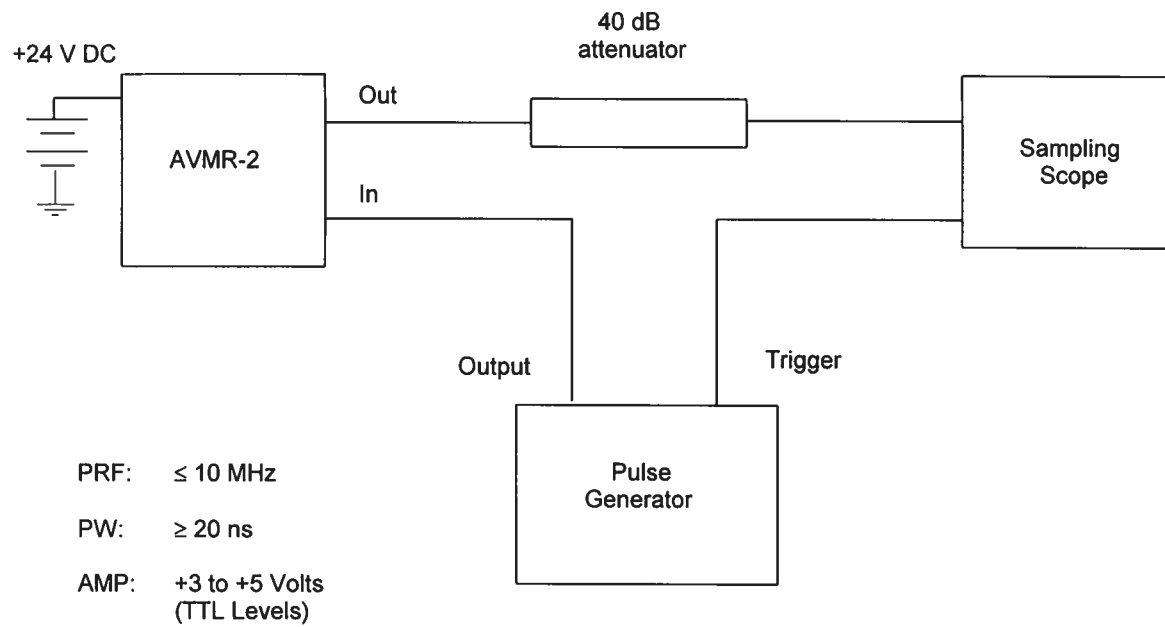 40 dB
attenuator
+24 V DC
Out
AVMR-2
Sampling
Scope
In
Output
Trigger
Pulse
Generator
PRF: ≤ 10 MHz
PW: ≥ 20 ns
AMP: +3 to +5 Volts
(TTL Levels)